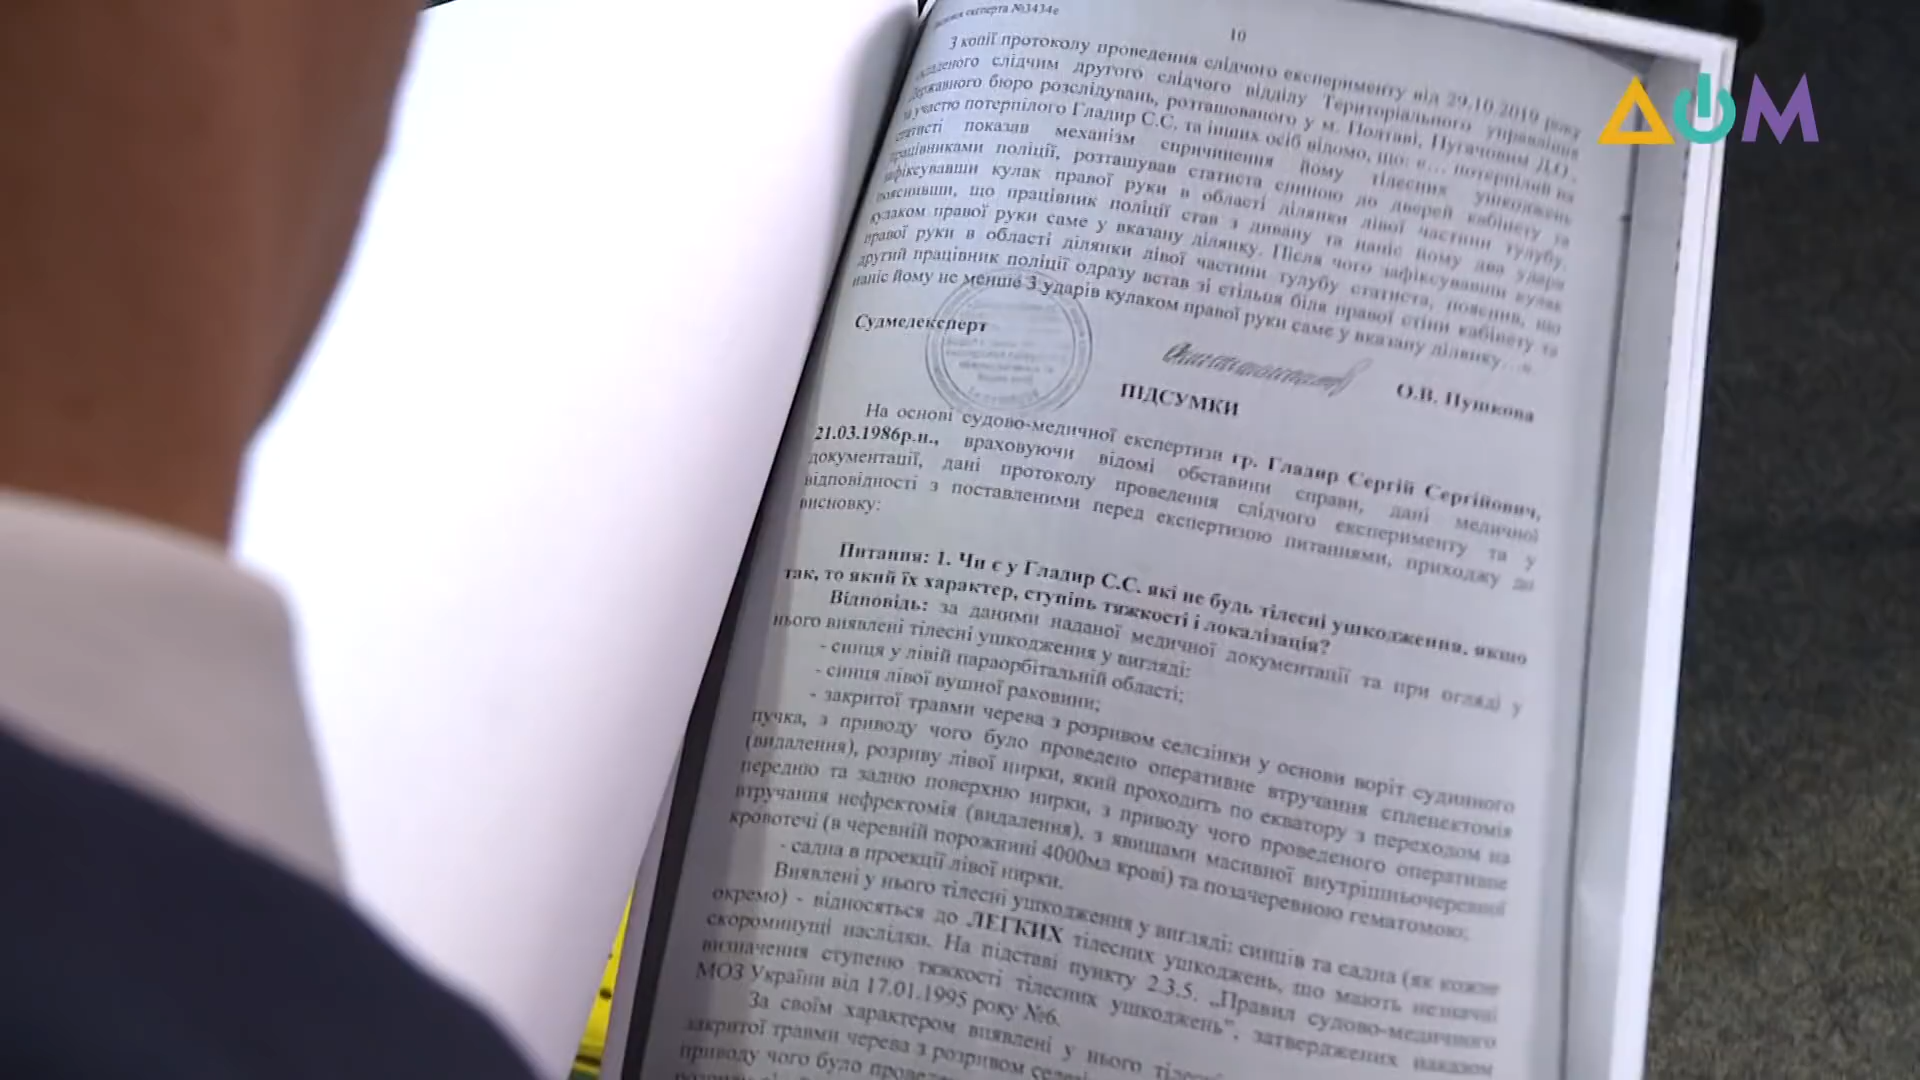 експерта №3434е
10
З копії протоколу проведення слідчого експерименту від 29.10.2019 року
складеного слідчим другого слідчого відділу Територіального управління
Державного бюро розслідувань, розташованого у м. Полтаві, Пугачовим Д.О.
за участю потерпілого Гладир С.С. та інших осіб відомо, що: «... потерпілий на
статисті показав механізм спричинення йому тілесних ушкоджень
працівниками поліції, розташував статиста спиною до дверей кабінету та
зафіксувавши кулак правої руки в області ділянки лівої частини тулубу,
пояснивши, що працівник поліції став з дивану та наніс йому два удара
кулаком правої руки саме у вказану ділянку. Після чого зафіксувавши кулак
правої руки в області ділянки лівої частини тулубу статиста, пояснив, що
другий працівник поліції одразу встав зі стільця біля правої стіни кабінету та
наніс йому не менше 3 ударів кулаком правої руки саме у вказану ділянку...».
Судмедексперт
О.В. Пушкова
ПІДСУМКИ
На основі судово-медичної експертизи гр. Гладир Сергій Сергійович,
21.03.1986р.н., враховуючи відомі обставини справи, дані медичної
документації, дані протоколу проведення слідчого експерименту та у
відповідності з поставленими перед експертизою питаннями, приходжу до
висновку:
Питання: 1. Чи є у Гладир С.С. які не будь тілесні ушкодження, якшо
так, то який їх характер, ступінь тяжкості і локалізація?
Відповідь: за даними наданої медичної документації та при огляді у
нього виявлені тілесні ушкодження у вигляді:
- синця у лівій параорбітальній області;
- синця лівої вушної раковини;
- закритої травми черева з розривом селезінки у основи воріт судинного
пучка, з приводу чого було проведено оперативне втручання спленектомія
(видалення), розриву лівої нирки, який проходить по екватору з переходом на
передню та задню поверхню нирки, з приводу чого проведеного оперативне
втручання нефректомія (видалення), з явищами масивної внутрішньочеревної
кровотечі (в черевній порожнині 4000мл крові) та позачеревною гематомою;
- садна в проекції лівої нирки.
Виявлені у нього тілесні ушкодження у вигляді: синців та садна (як кожне
окремо) - відносяться до ЛЕГКИХ тілесних ушкоджень, що мають незначні
скороминущі наслідки. На підставі пункту 2.3.5. „Правил судово-медичного
визначення ступеню тяжкості тілесних ушкоджень", затверджених наказом
МОЗ України від 17.01.1995 року №6.
За своїм характером виявлені у нього
закритої травми черева з розривом
приводу чого було
ДОМ